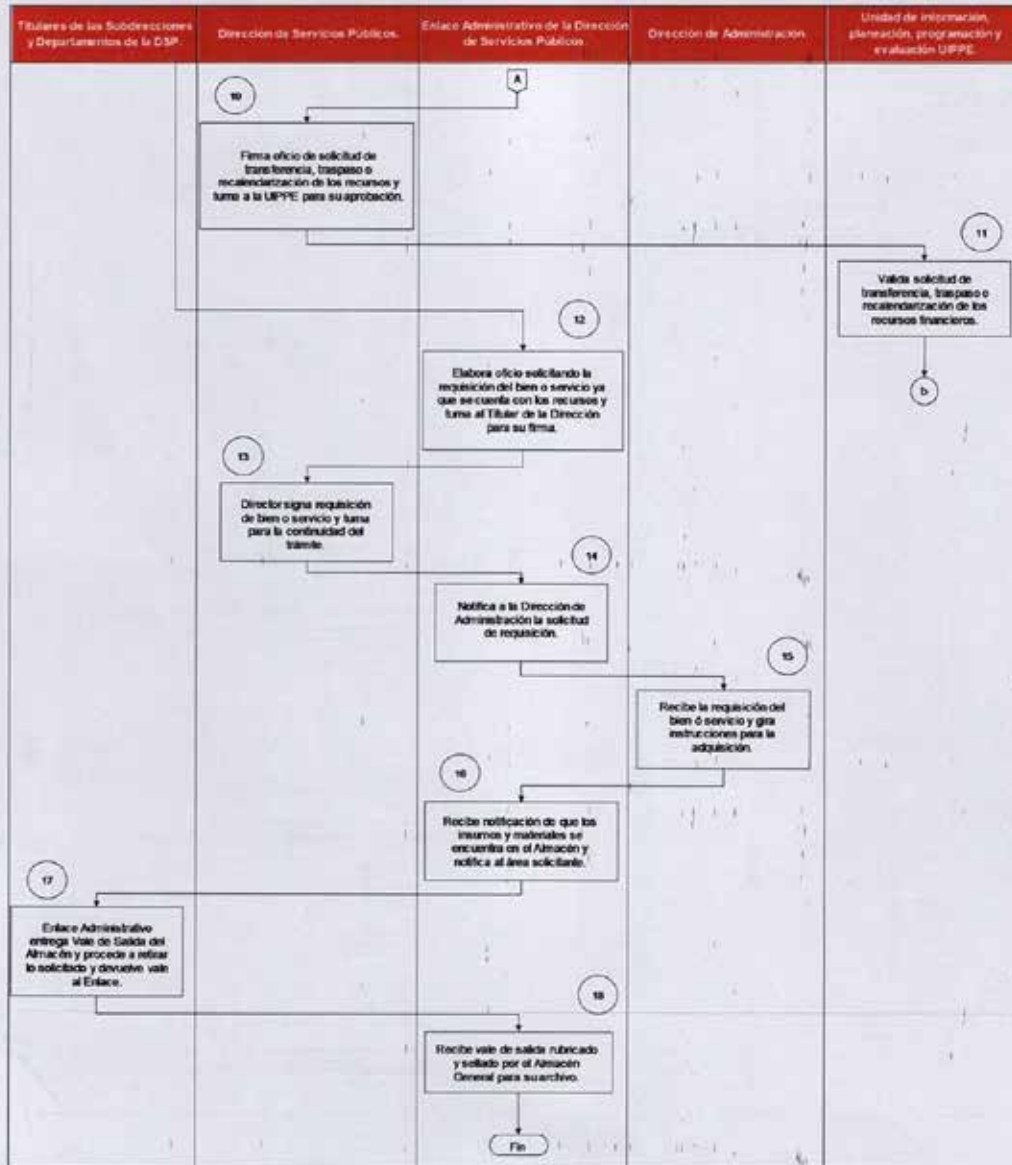 Titulares de las Subdirecciones
y Departamentos de la DSP.
Dirección de Servicios Públicos.
Enlace Administrativo de la Dirección
de Servicios Públicos
Dirección de Administración
Unidad de información,
planeación, programación y
evaluación UIPPE.
A
10
Firma oficio de solicitud de
transferencia, traspaso o
recalendarización de los recursos y
turna a la UIPPE para su aprobación.
11
Valida solicitud de
transferencia, traspaso o
recalendarización de los
recursos financieros.
b
12
Elabora oficio solicitando la
requisición del bien o servicio ya
que se cuenta con los recursos y
turna al Titular de la Dirección
para su firma.
13
Director signa requisición
de bien o servicio y turna
para la continuidad del
trámite.
14
Notifica a la Dirección de
Administración la solicitud
de requisición.
15
Recibe la requisición del
bien ó servicio y gira
instrucciones para la
adquisición.
16
Recibe notificación de que los
insumos y materiales se
encuentra en el Almacén y
notifica al área solicitante.
17
Enlace Administrativo
entrega Vale de Salida del
Almacén y procede a retirar
lo solicitado y devuelve vale
al Enlace.
18
Recibe vale de salida rubricado
y sellado por el Almacén
General para su archivo.
Fin